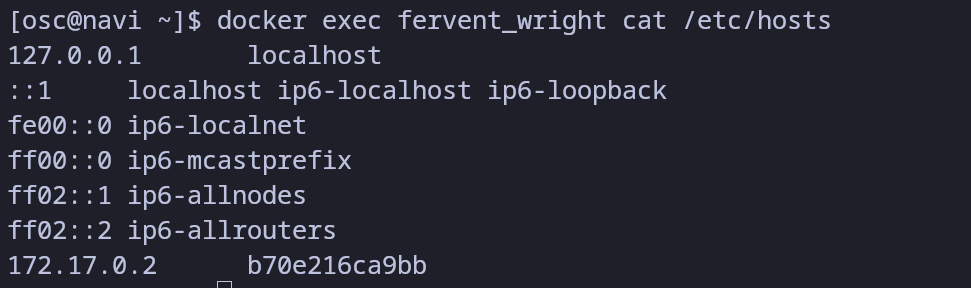 [osc@navi ~]$ docker exec fervent_wright cat /etc/hosts
127.0.0.1       localhost
::1     localhost ip6-localhost ip6-loopback
fe00::0 ip6-localnet
ff00::0 ip6-mcastprefix
ff02::1 ip6-allnodes
ff02::2 ip6-allrouters
172.17.0.2      b70e216ca9bb